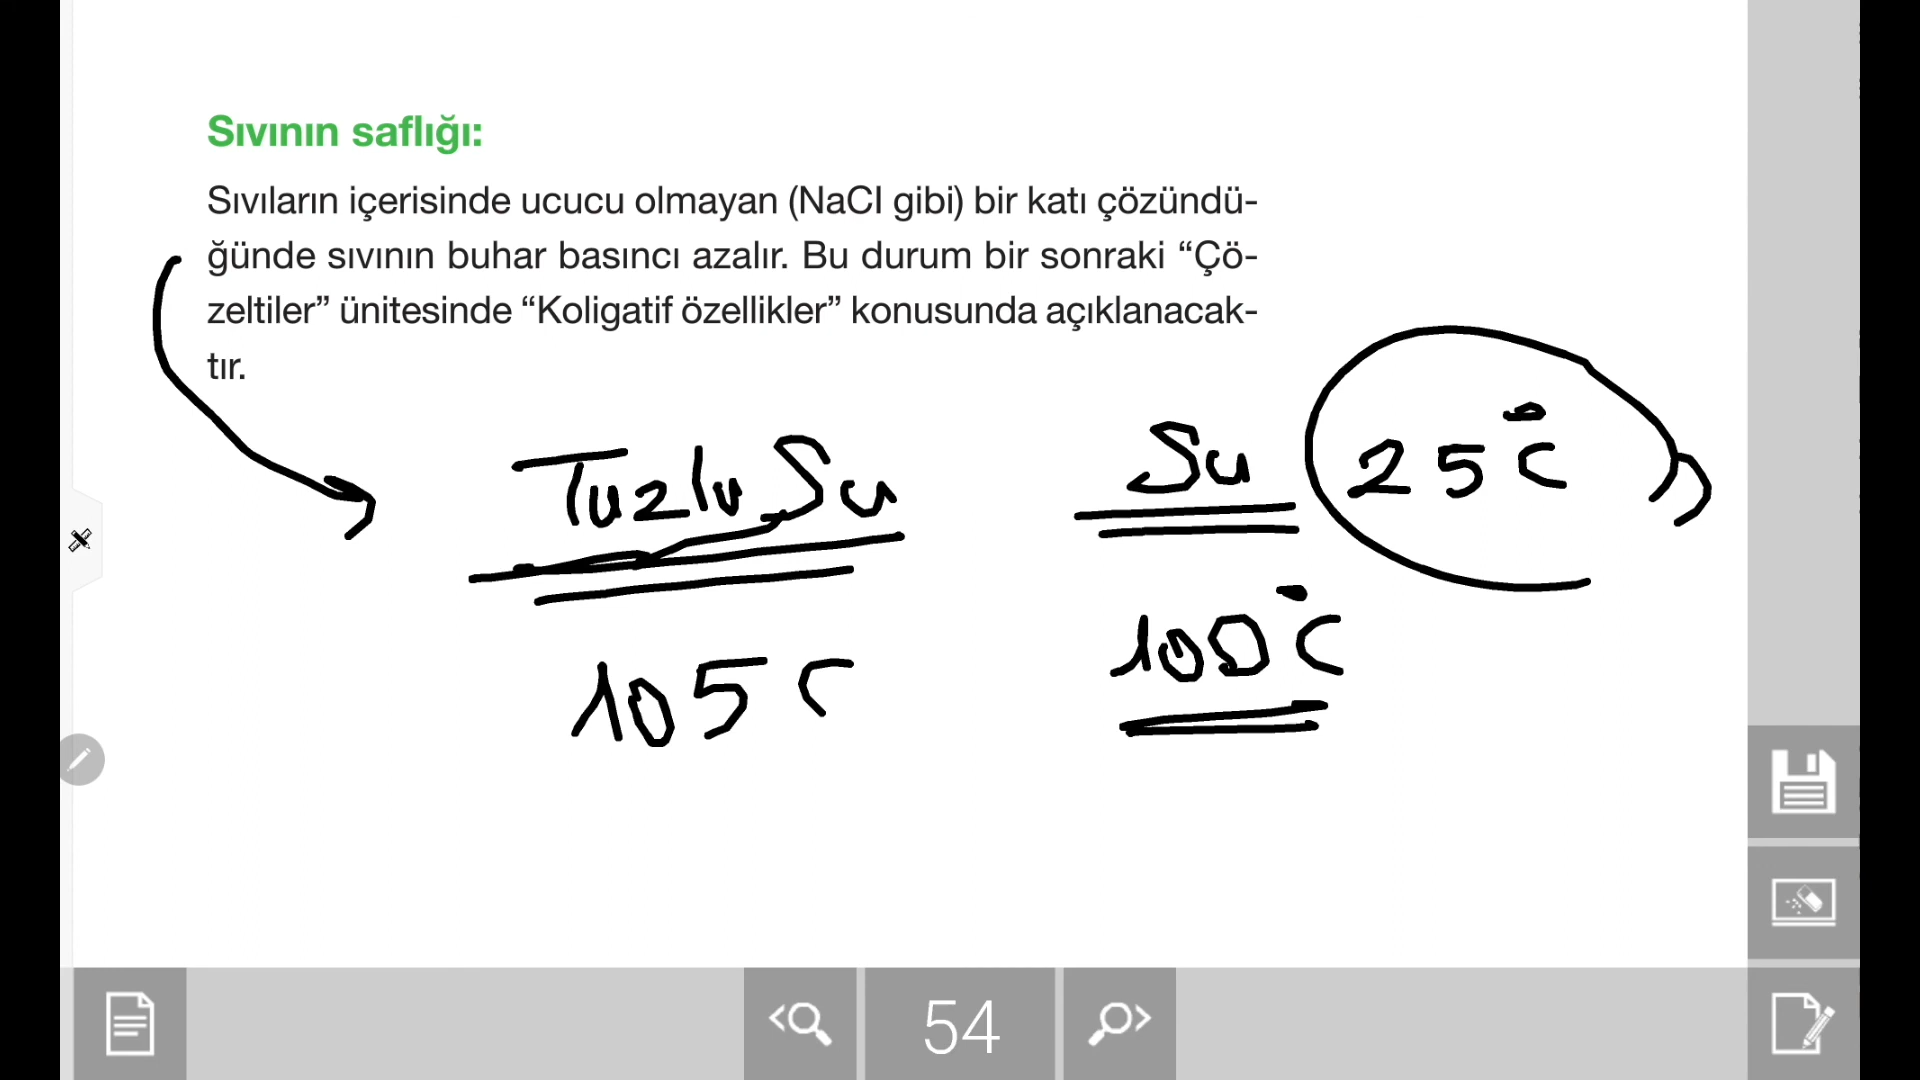 Sıvının saflığı:
Sıvıların içerisinde ucucu olmayan (NaCl gibi) bir katı çözündü-
ğünde sıvının buhar basıncı azalır. Bu durum bir sonraki “Çö-
zeltiler” ünitesinde “Koligatif özellikler” konusunda açıklanacak-
tır.
Tuzlu Su
Su 25°C
105 C
100°C
54